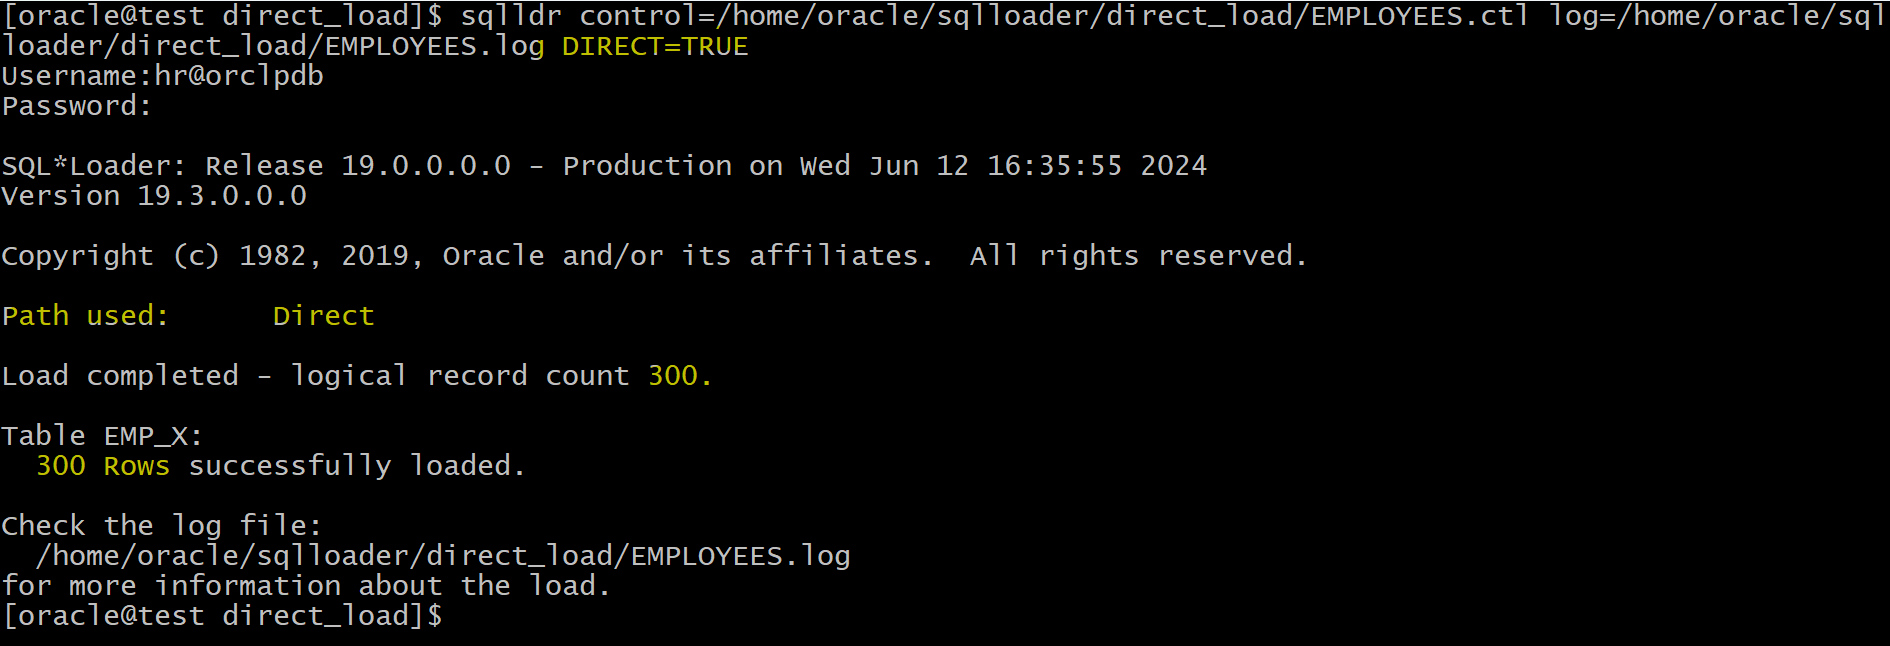 [oracle@test direct_load]$ sqlldr control=/home/oracle/sqlloader/direct_load/EMPLOYEES.ctl log=/home/oracle/sql
loader/direct_load/EMPLOYEES.log DIRECT=TRUE
Username:hr@orclpdb
Password:
SQL*Loader: Release 19.0.0.0.0 - Production on Wed Jun 12 16:35:55 2024
Version 19.3.0.0.0
Copyright (c) 1982, 2019, Oracle and/or its affiliates.  All rights reserved.
Path used:      Direct
Load completed - logical record count 300.
Table EMP_X:
  300 Rows successfully loaded.
Check the log file:
  /home/oracle/sqlloader/direct_load/EMPLOYEES.log
for more information about the load.
[oracle@test direct_load]$